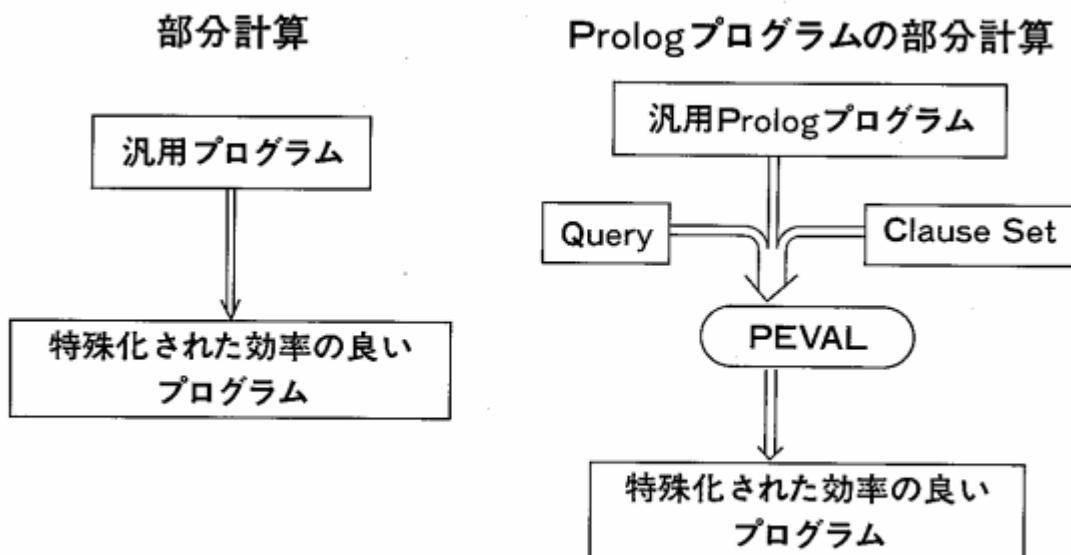 部分計算
汎用プログラム
特殊化された効率の良い
プログラム
Prologプログラムの部分計算
汎用Prologプログラム
Query
Clause Set
PEVAL
特殊化された効率の良い
プログラム